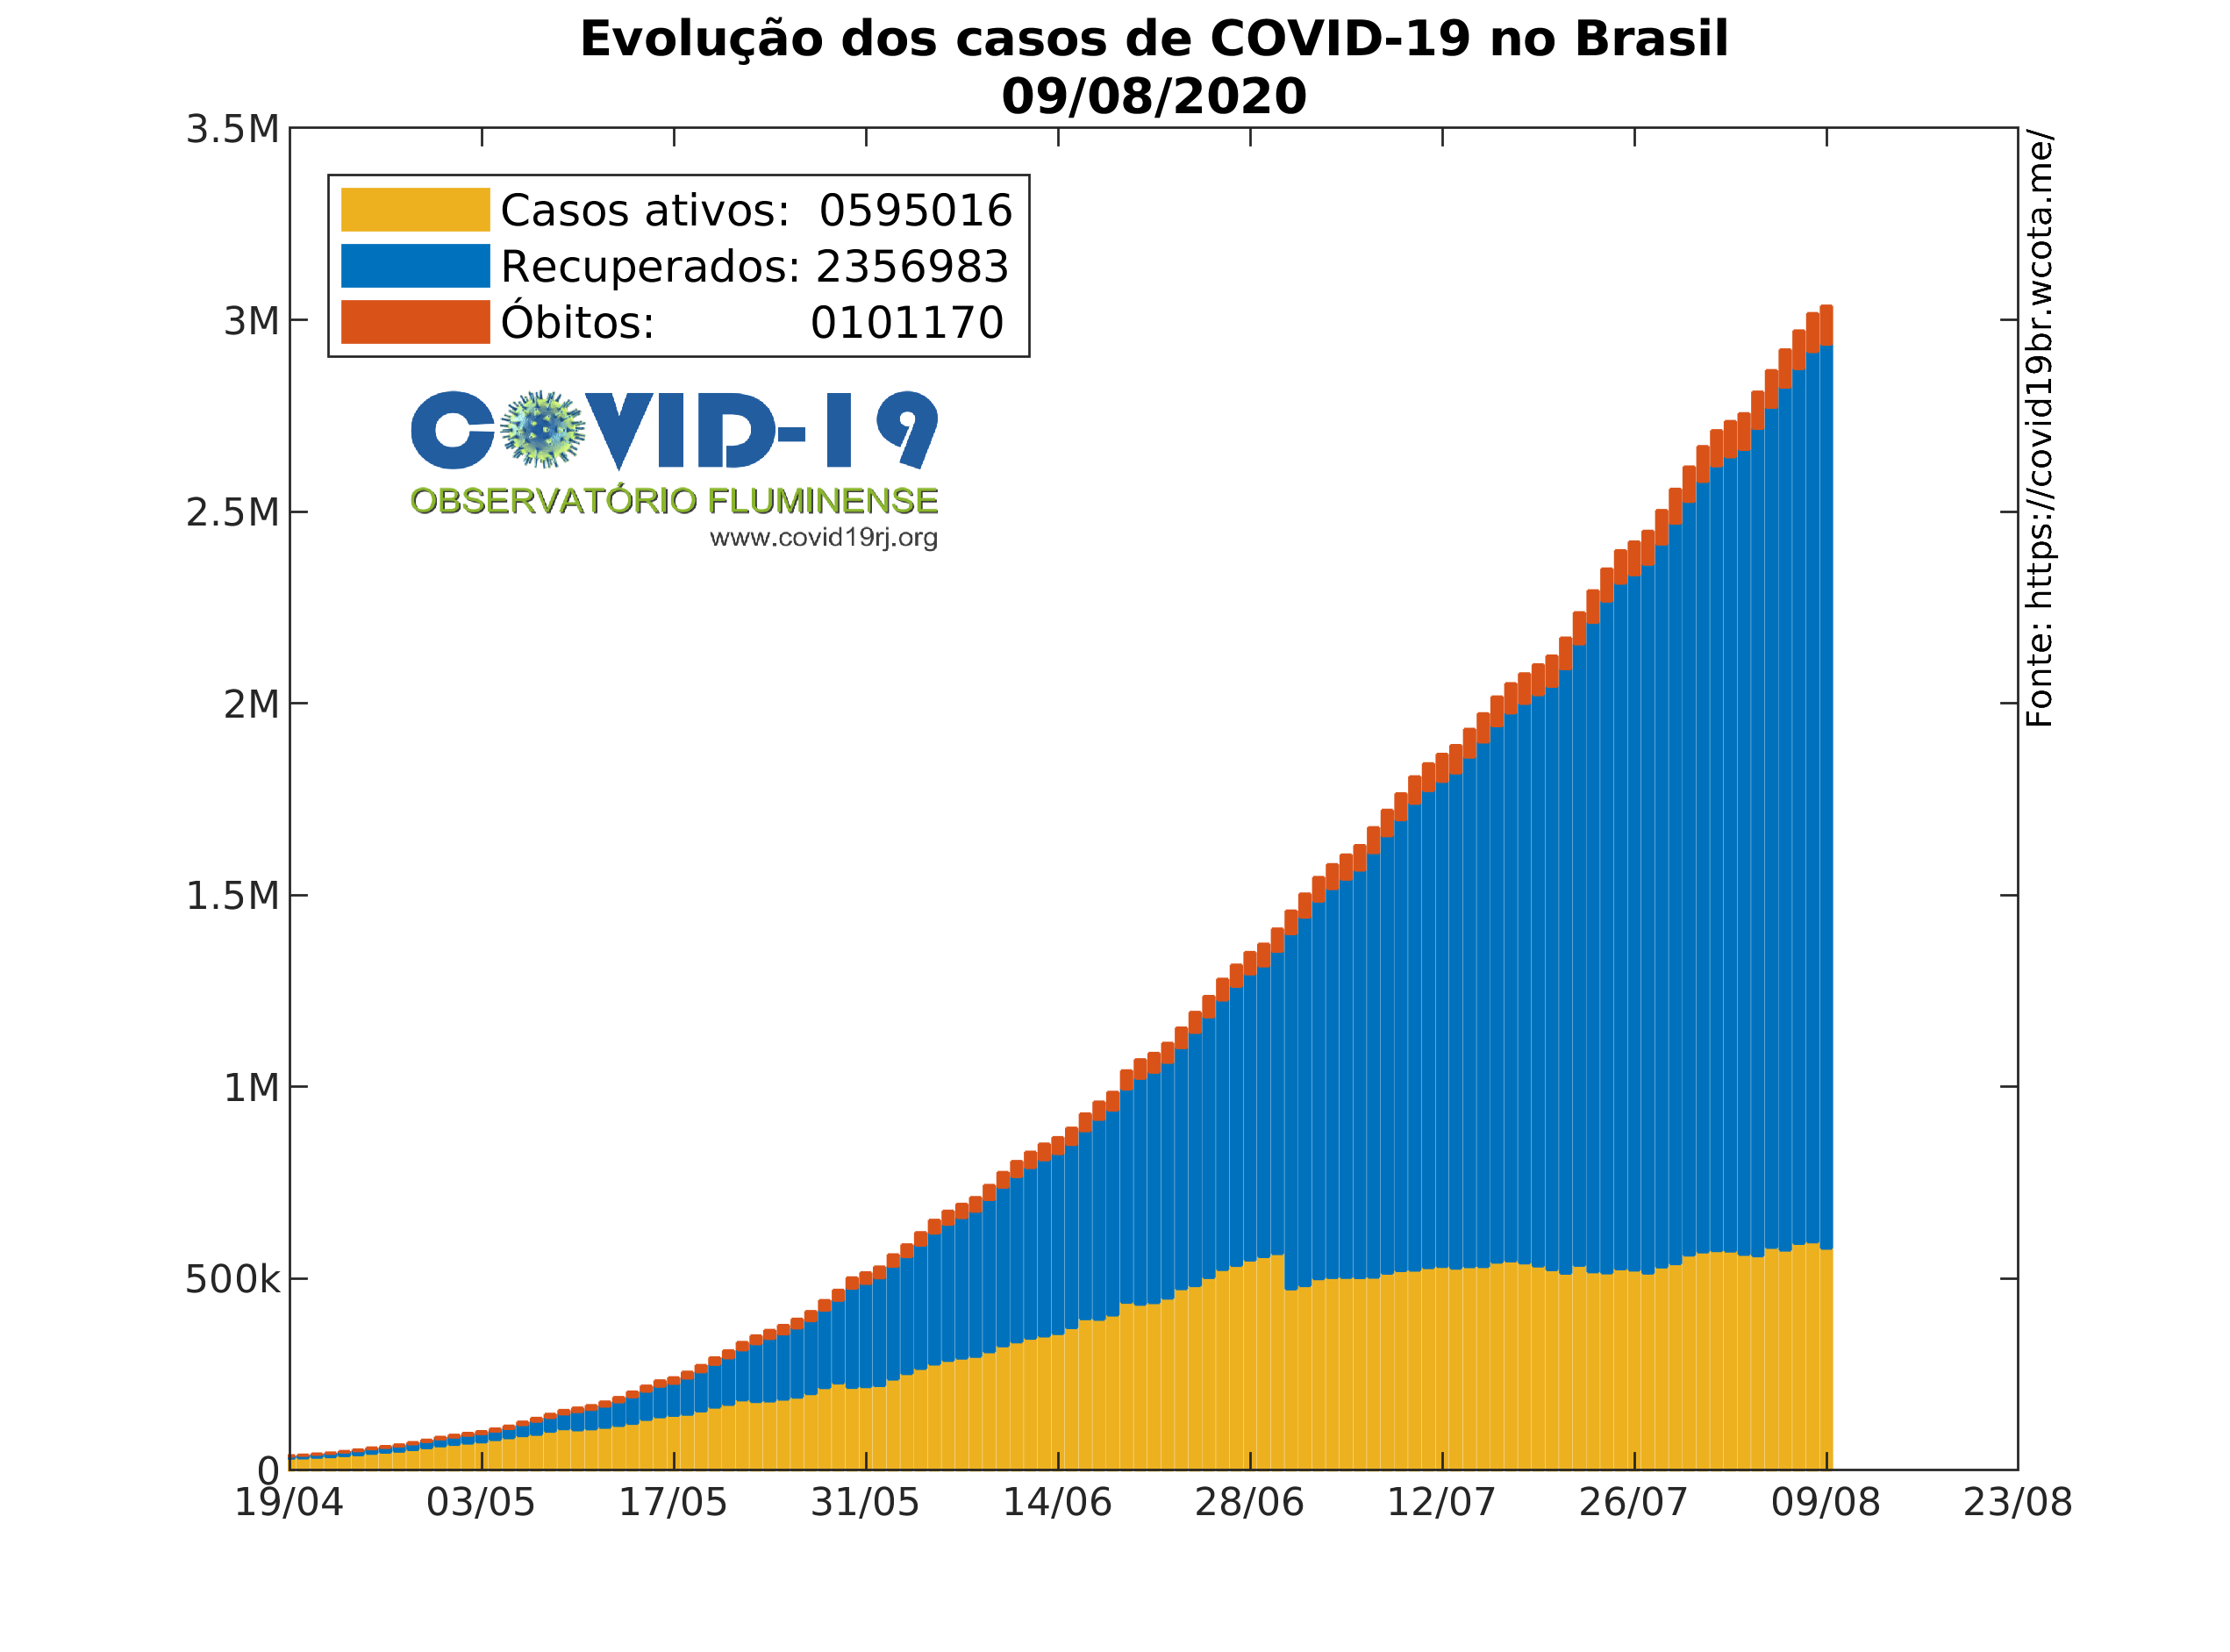 Evolução dos casos de COVID-19 no Brasil
09/08/2020
3.5M
3M
2.5M
2M
1.5M
1M
500k
0
Casos ativos: 0595016
Recuperados: 2356983
Óbitos: 0101170
COVID-19
OBSERVATÓRIO FLUMINENSE
www.covid19rj.org
Fonte: https://covid19br.wcota.me/
19/04 03/05 17/05 31/05 14/06 28/06 12/07 26/07 09/08 23/08